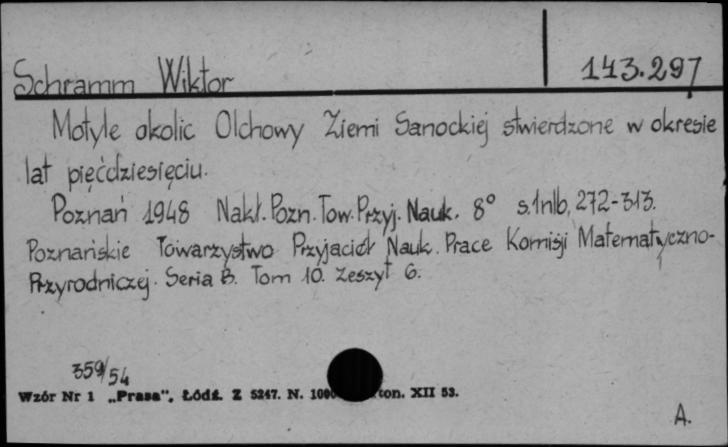 Schramm Wiktor 143.297
Motyle okolic Olchowy Ziemi Sanockiej stwierdzone w okresie
lat pięćdziesięciu.
Poznań 1948 Nakł. Pozn. Tow. Przyj. Nauk. 8° s. 1nlb, 272-313.
Poznańskie Towarzystwo Przyjaciół Nauk. Prace Komisji Matematyczno-
Przyrodniczej. Seria B. Tom 10. Zeszyt 6.
359/54
Wzór Nr 1 „Prasa", Łódź. Z 5247. N. ton. XII 53.
A.